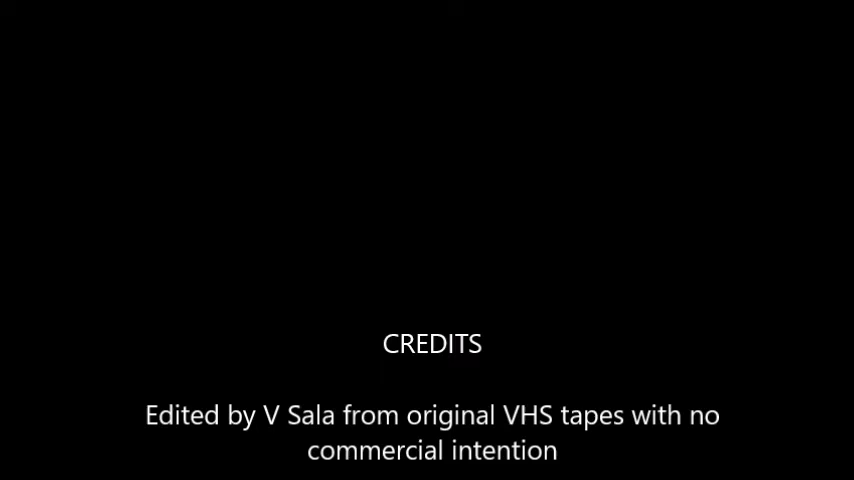 CREDITS
Edited by V Sala from original VHS tapes with no
commercial intention